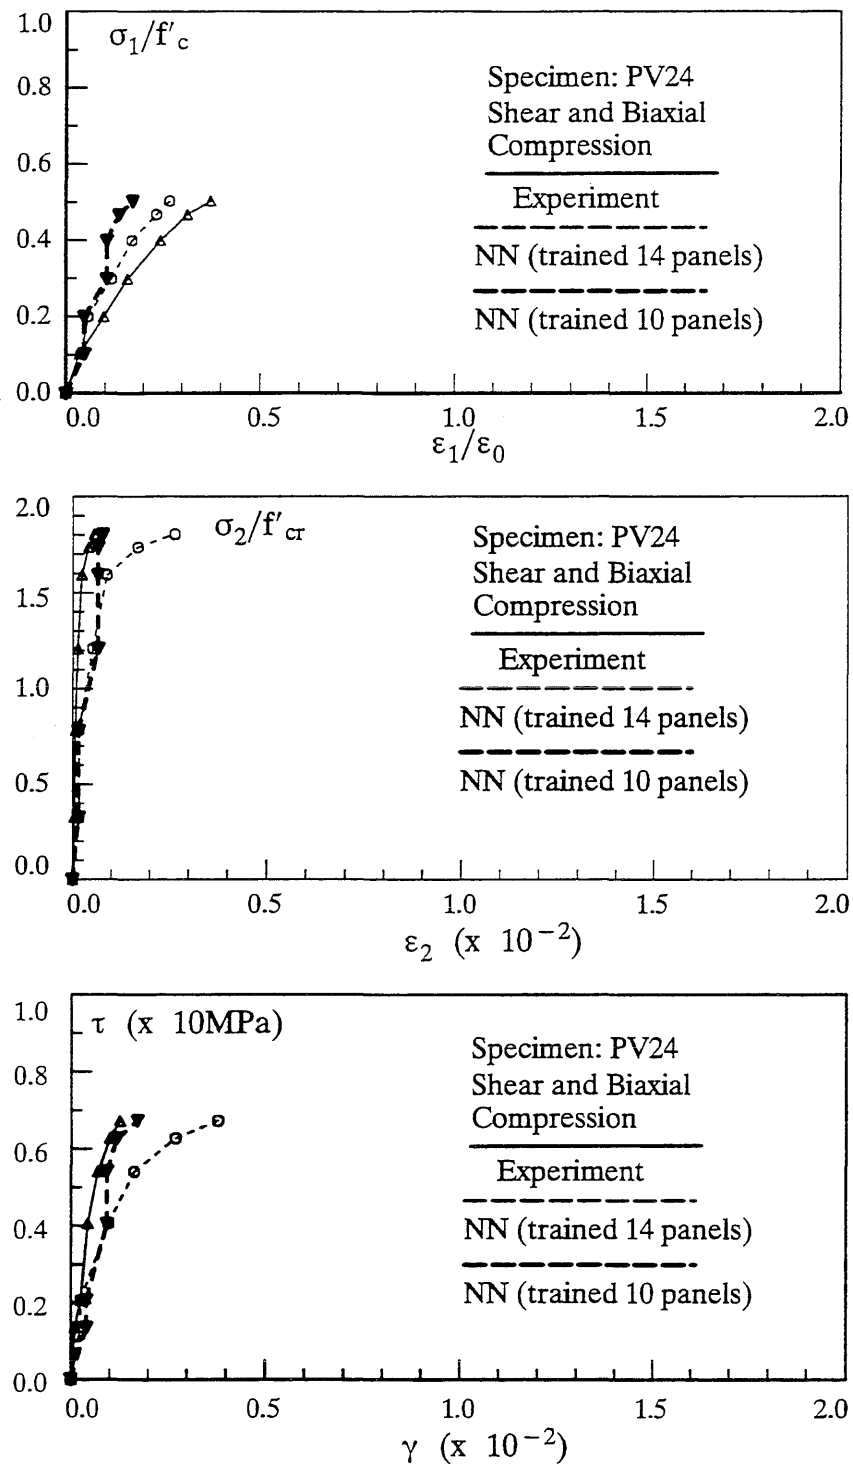 σ₁/f′c
1.0
0.8
0.6
0.4
0.2
0.0
Specimen: PV24
Shear and Biaxial
Compression
Experiment
NN (trained 14 panels)
NN (trained 10 panels)
0.0 0.5 1.0 1.5 2.0
ε₁/ε₀
σ₂/f′cr
2.0
1.5
1.0
0.5
0.0
Specimen: PV24
Shear and Biaxial
Compression
Experiment
NN (trained 14 panels)
NN (trained 10 panels)
0.0 0.5 1.0 1.5 2.0
ε₂ (x 10⁻²)
τ (x 10MPa)
1.0
0.8
0.6
0.4
0.2
0.0
Specimen: PV24
Shear and Biaxial
Compression
Experiment
NN (trained 14 panels)
NN (trained 10 panels)
0.0 0.5 1.0 1.5 2.0
γ (x 10⁻²)